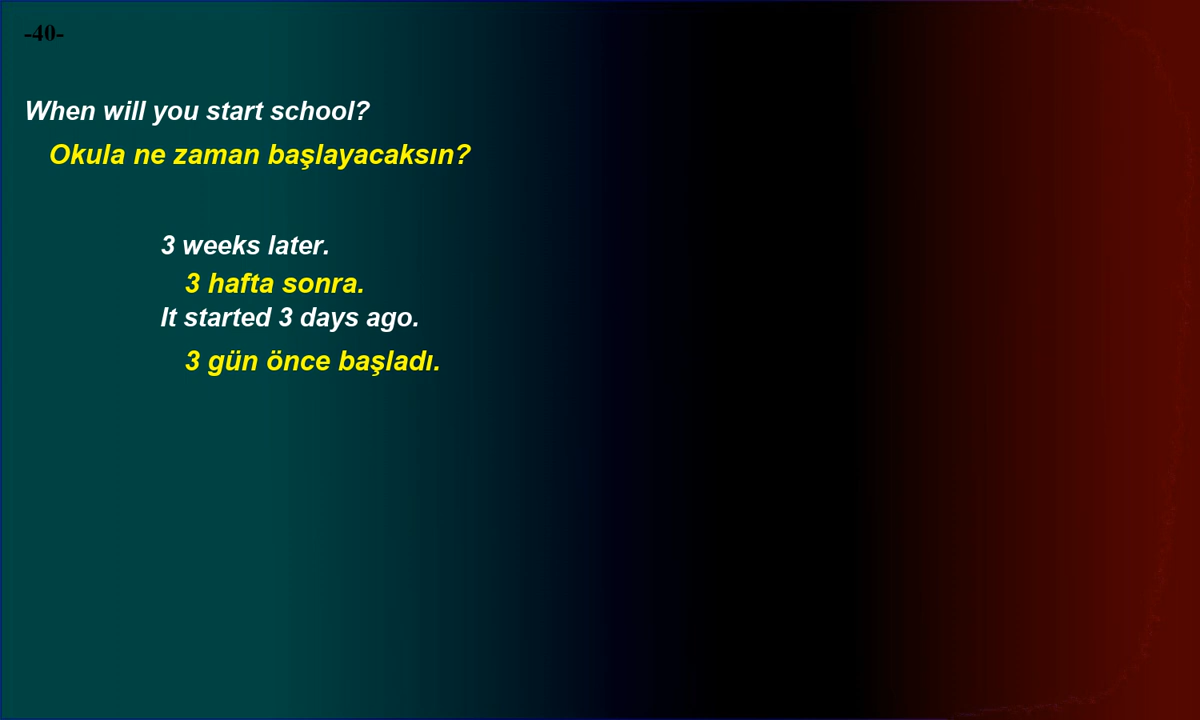 -40-
When will you start school?
Okula ne zaman başlayacaksın?
3 weeks later.
3 hafta sonra.
It started 3 days ago.
3 gün önce başladı.